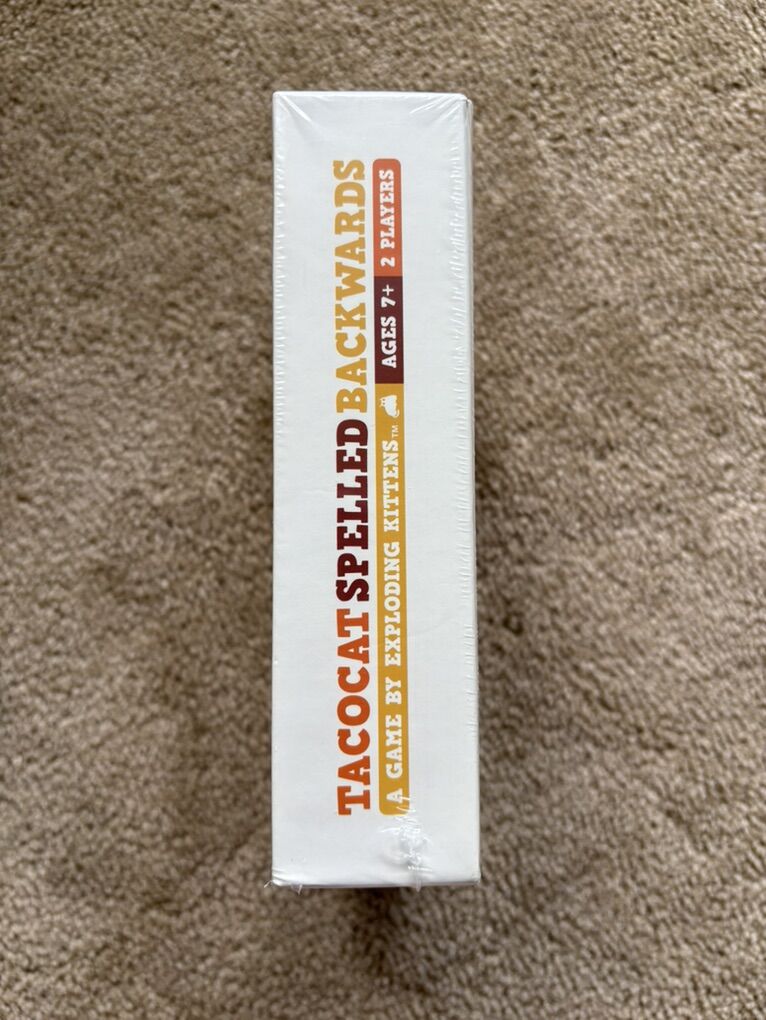 TACOCAT SPELLED BACKWARDS
A GAME BY EXPLODING KITTENS™ AGES 7+ 2 PLAYERS